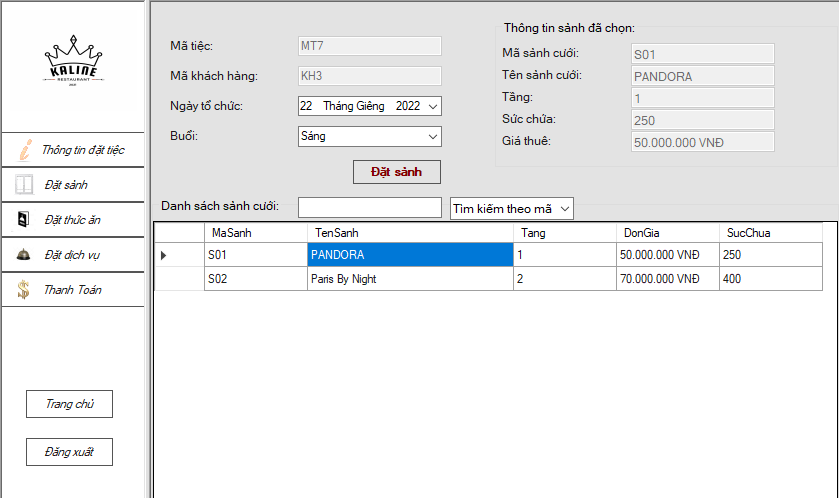 KALINE
RESTAURANT
Thông tin đặt tiệc
Đặt sảnh
Đặt thức ăn
Đặt dịch vụ
Thanh Toán
Trang chủ
Đăng xuất
Mã tiệc: MT7
Mã khách hàng: KH3
Ngày tổ chức: 22 Tháng Giêng 2022
Buổi: Sáng
Đặt sảnh
Thông tin sảnh đã chọn:
Mã sảnh cưới: S01
Tên sảnh cưới: PANDORA
Tầng: 1
Sức chứa: 250
Giá thuê: 50.000.000 VNĐ
Danh sách sảnh cưới: Tìm kiếm theo mã
MaSanh TenSanh Tang DonGia SucChua
S01 PANDORA 1 50.000.000 VNĐ 250
S02 Paris By Night 2 70.000.000 VNĐ 400